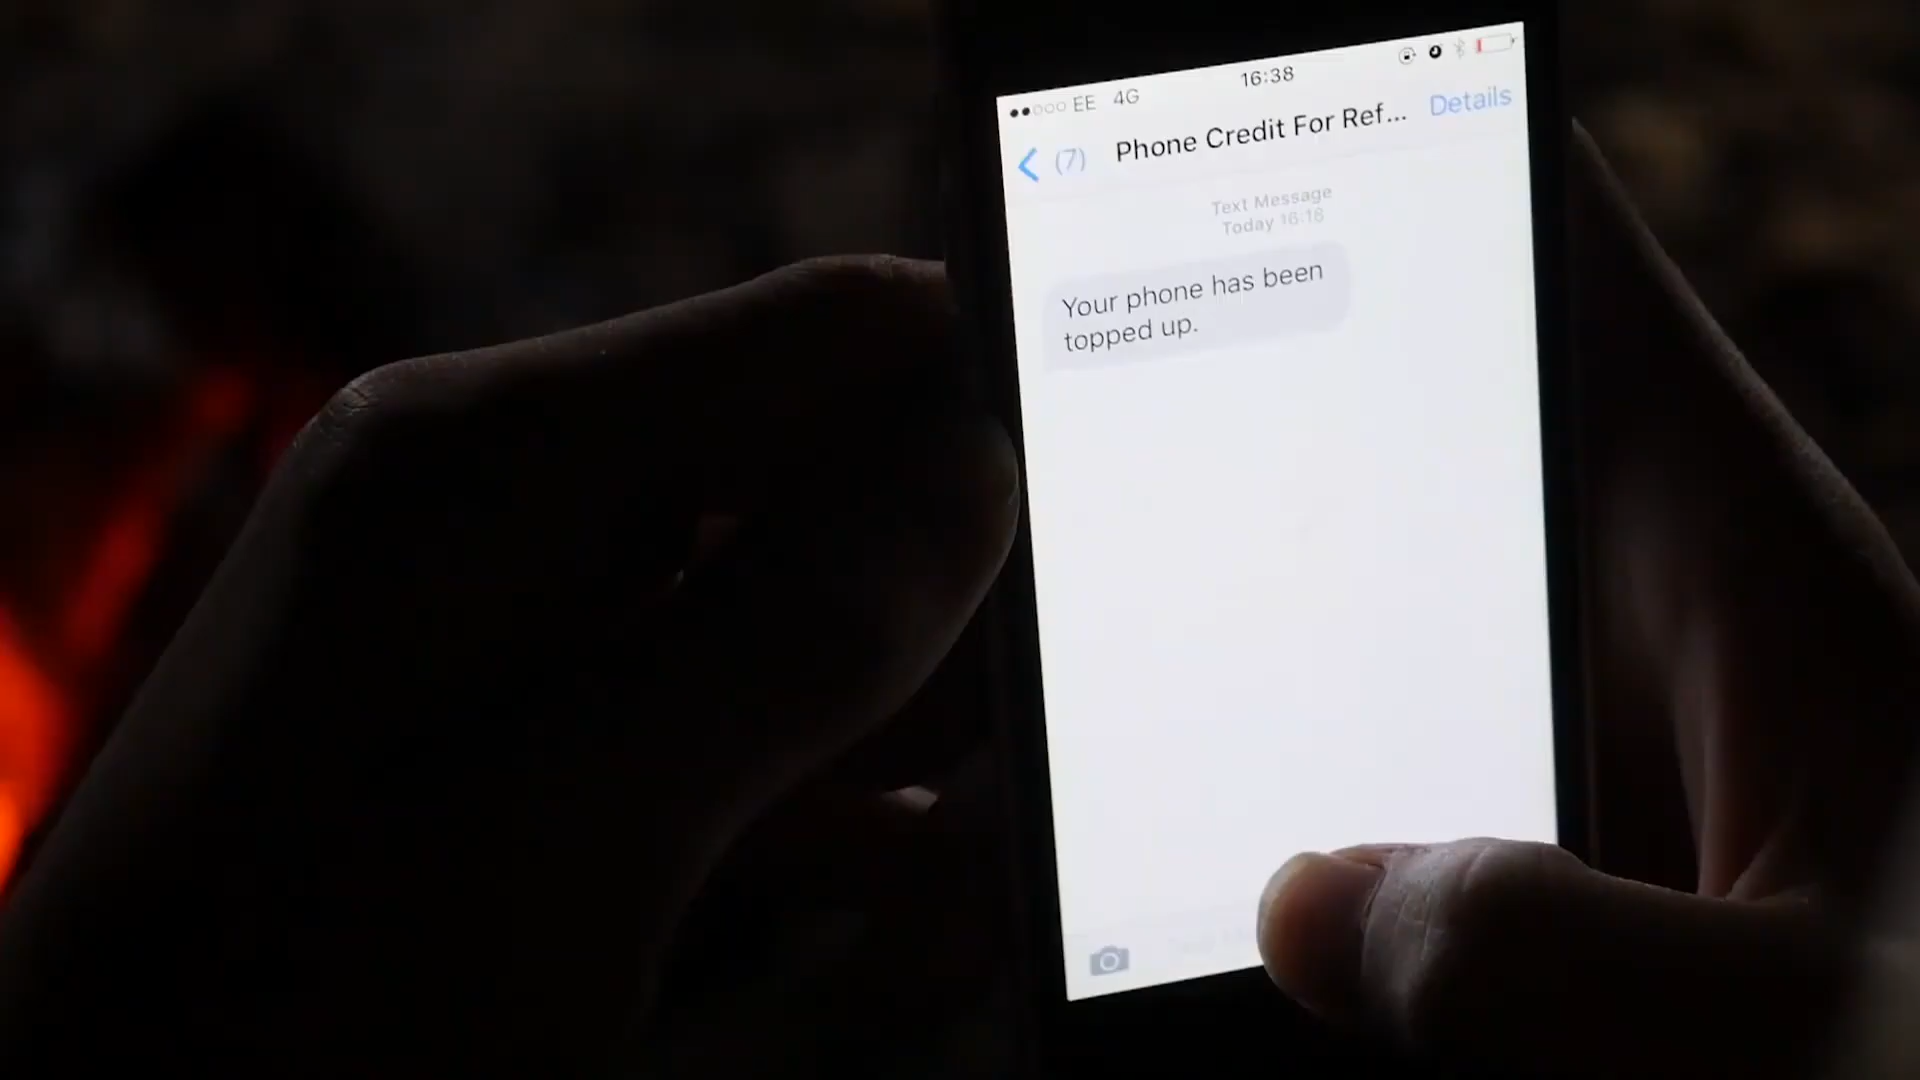 EE 4G 16:38
(7) Phone Credit For Ref... Details
Text Message
Today 16:18
Your phone has been
topped up.